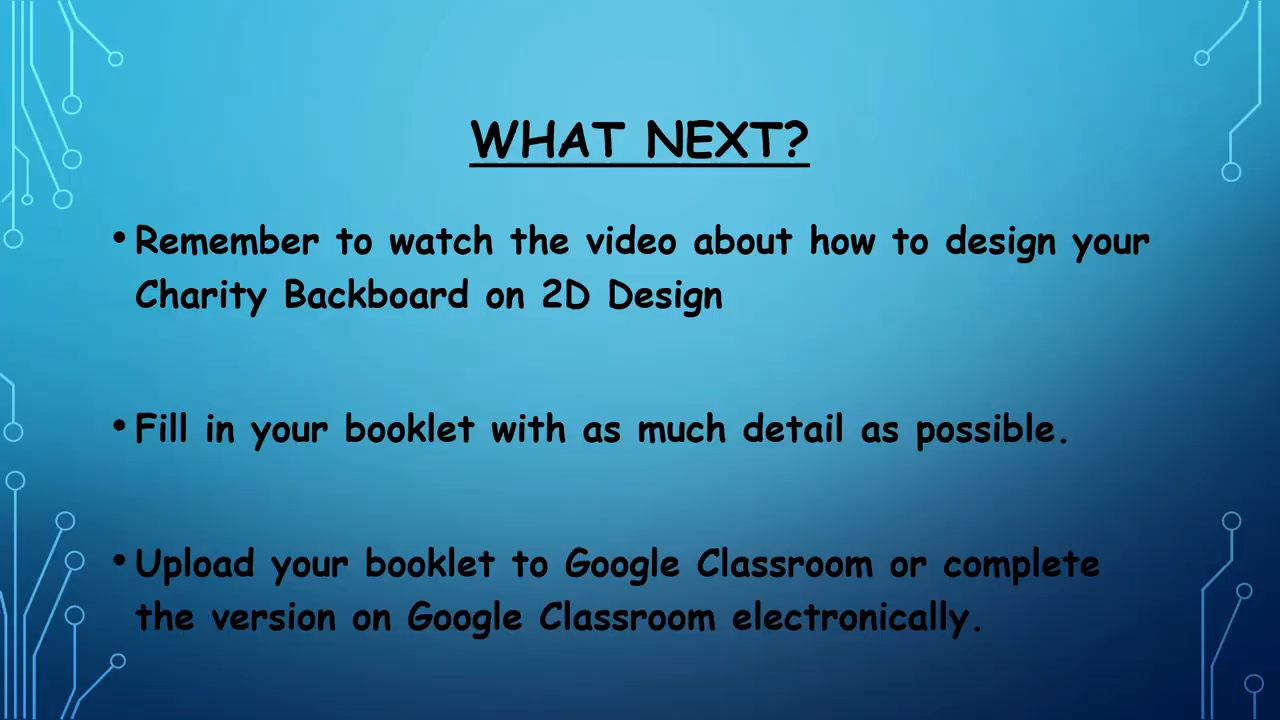 WHAT NEXT?
• Remember to watch the video about how to design your
Charity Backboard on 2D Design
• Fill in your booklet with as much detail as possible.
• Upload your booklet to Google Classroom or complete
the version on Google Classroom electronically.